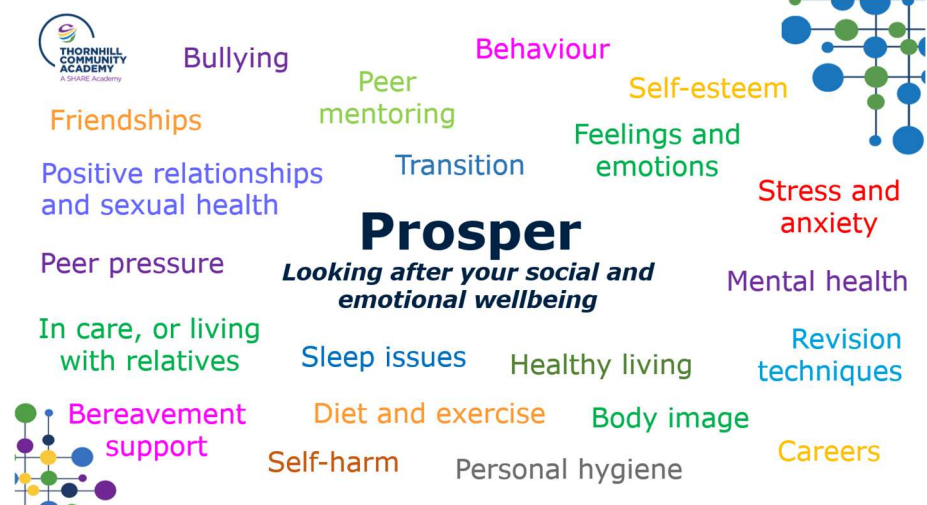 THORNHILL
COMMUNITY
ACADEMY
A SHARE Academy
Bullying
Behaviour
Peer
mentoring
Self-esteem
Friendships
Feelings and
emotions
Transition
Positive relationships
and sexual health
Stress and
anxiety
Prosper
Looking after your social and
emotional wellbeing
Peer pressure
Mental health
In care, or living
with relatives
Sleep issues
Healthy living
Revision
techniques
Bereavement
support
Diet and exercise
Body image
Careers
Self-harm
Personal hygiene